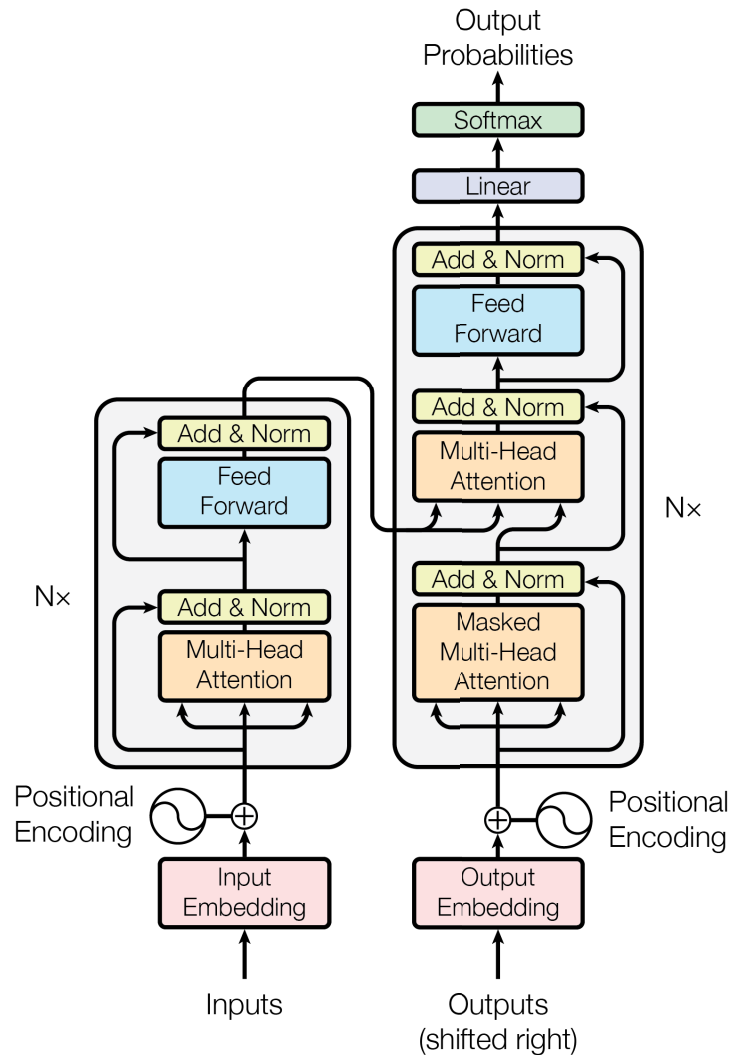 Output
Probabilities
Softmax
Linear
Add & Norm
Feed
Forward
Add & Norm
Multi-Head
Attention
Add & Norm
Masked
Multi-Head
Attention
N×
Add & Norm
Feed
Forward
Add & Norm
Multi-Head
Attention
N×
Positional
Encoding
Positional
Encoding
Input
Embedding
Output
Embedding
Inputs
Outputs
(shifted right)